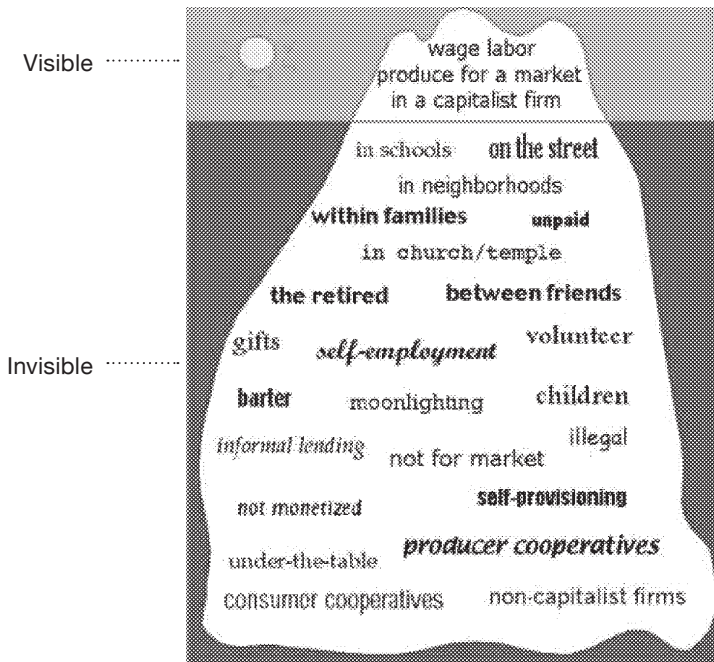 Visible
wage labor
produce for a market
in a capitalist firm
in schools on the street
in neighborhoods
within families unpaid
in church/temple
the retired between friends
gifts self-employment volunteer
Invisible
barter moonlighting children
informal lending not for market illegal
not monetized self-provisioning
under-the-table producer cooperatives
consumer cooperatives non-capitalist firms